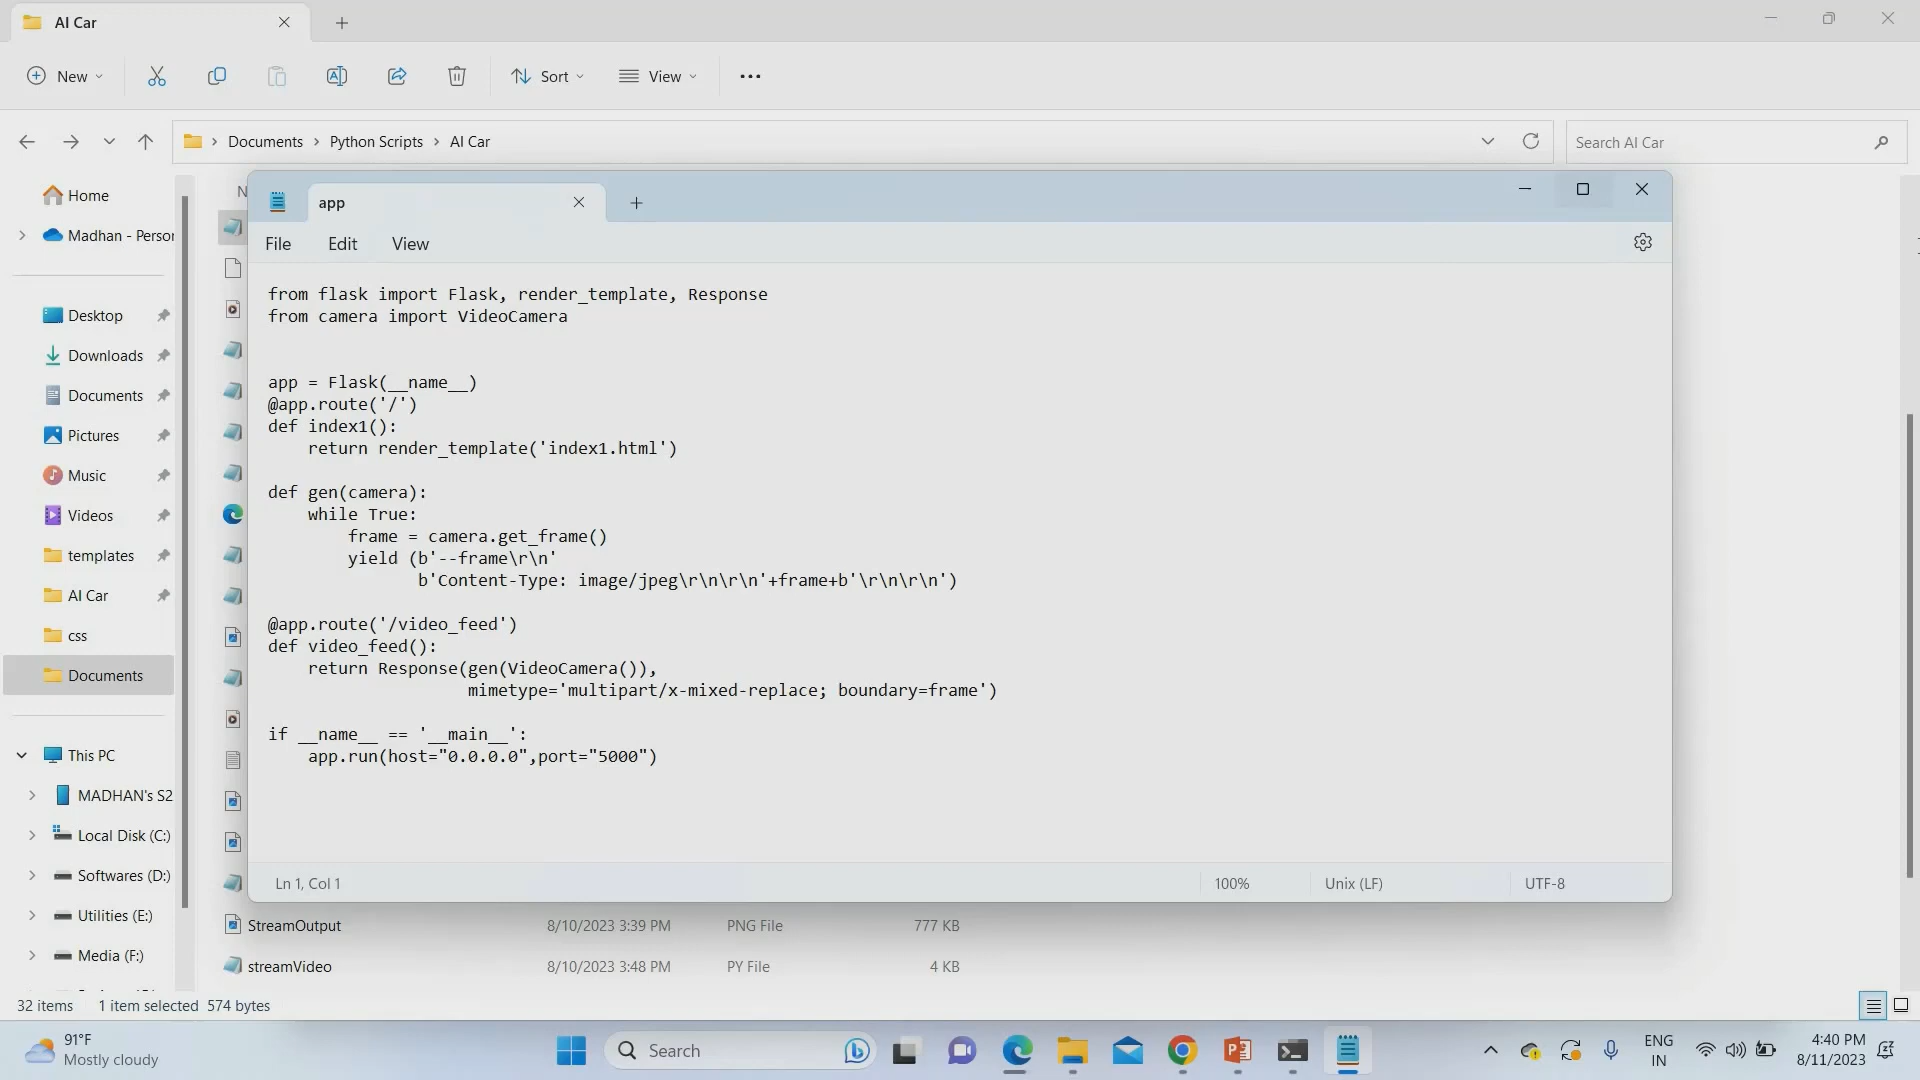 AI Car
New
Sort
View
Documents
Python Scripts
AI Car
Search AI Car
Home
Madhan - Person
Desktop
Downloads
Documents
Pictures
Music
Videos
templates
AI Car
css
Documents
This PC
MADHAN's S2
Local Disk (C:)
Softwares (D:)
Utilities (E:)
Media (F:)
N
app
File
Edit
View
from flask import Flask, render_template, Response
from camera import VideoCamera
app = Flask(__name__)
@app.route('/')
def index1():
    return render_template('index1.html')
def gen(camera):
    while True:
        frame = camera.get_frame()
        yield (b'--frame\r\n'
               b'Content-Type: image/jpeg\r\n\r\n'+frame+b'\r\n\r\n')
@app.route('/video_feed')
def video_feed():
    return Response(gen(VideoCamera()),
                    mimetype='multipart/x-mixed-replace; boundary=frame')
if __name__ == '__main__':
    app.run(host="0.0.0.0",port="5000")
Ln 1, Col 1
100%
Unix (LF)
UTF-8
StreamOutput 8/10/2023 3:39 PM PNG File 777 KB
streamVideo 8/10/2023 3:48 PM PY File 4 KB
32 items 1 item selected 574 bytes
91°F
Mostly cloudy
Search
ENG
IN
4:40 PM
8/11/2023